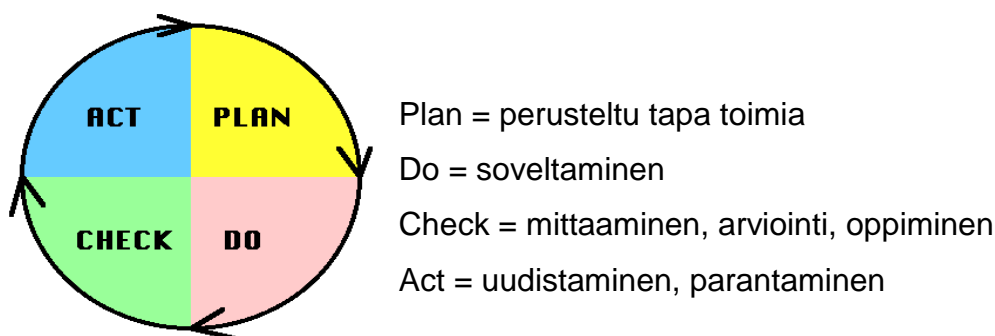 ACT PLAN
CHECK DO
Plan = perusteltu tapa toimia
Do = soveltaminen
Check = mittaaminen, arviointi, oppiminen
Act = uudistaminen, parantaminen